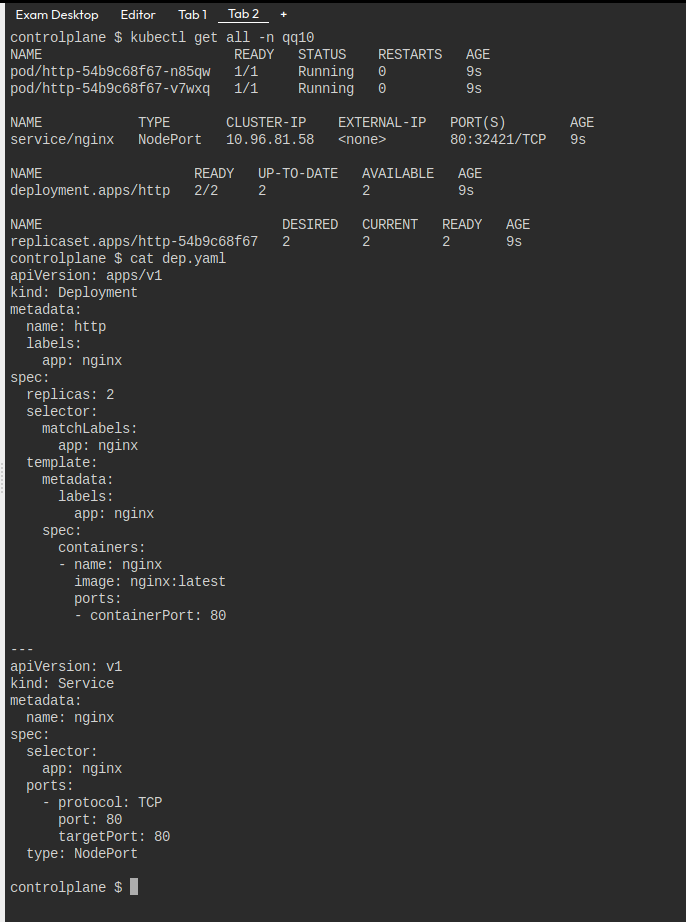 Exam Desktop Editor Tab 1 Tab 2 +
controlplane $ kubectl get all -n qq10
NAME                        READY   STATUS    RESTARTS   AGE
pod/http-54b9c68f67-n85qw   1/1     Running   0          9s
pod/http-54b9c68f67-v7wxq   1/1     Running   0          9s

NAME            TYPE       CLUSTER-IP    EXTERNAL-IP   PORT(S)        AGE
service/nginx   NodePort   10.96.81.58   <none>        80:32421/TCP   9s

NAME                   READY   UP-TO-DATE   AVAILABLE   AGE
deployment.apps/http   2/2     2            2           9s

NAME                              DESIRED   CURRENT   READY   AGE
replicaset.apps/http-54b9c68f67   2         2         2       9s
controlplane $ cat dep.yaml
apiVersion: apps/v1
kind: Deployment
metadata:
  name: http
  labels:
    app: nginx
spec:
  replicas: 2
  selector:
    matchLabels:
      app: nginx
  template:
    metadata:
      labels:
        app: nginx
    spec:
      containers:
      - name: nginx
        image: nginx:latest
        ports:
        - containerPort: 80

---
apiVersion: v1
kind: Service
metadata:
  name: nginx
spec:
  selector:
    app: nginx
  ports:
    - protocol: TCP
      port: 80
      targetPort: 80
  type: NodePort

controlplane $